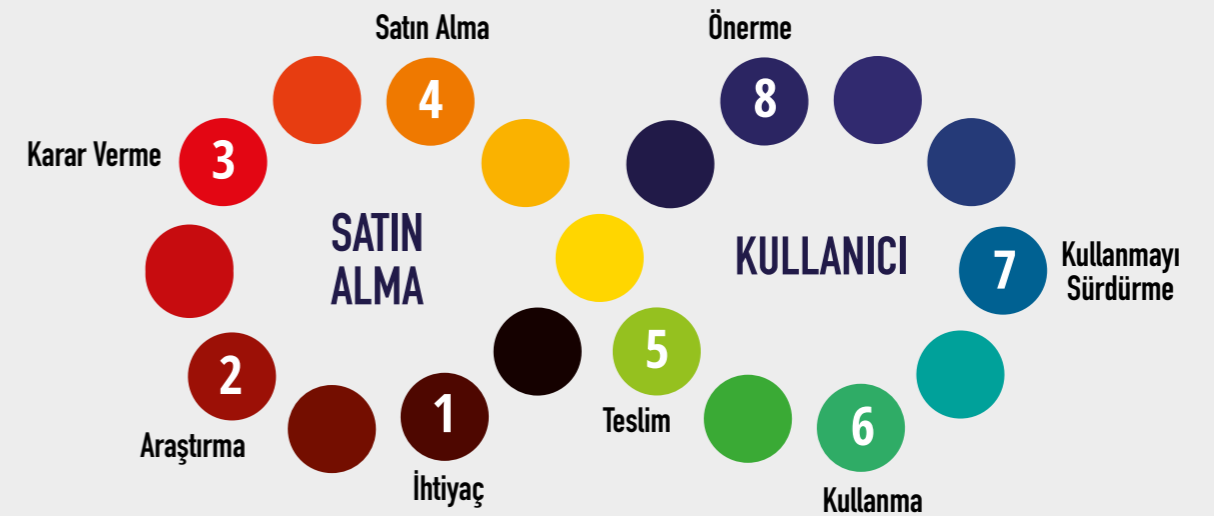 Satın Alma
Önerme
4
8
Karar Verme
3
SATIN
ALMA
KULLANICI
7
Kullanmayı
Sürdürme
2
Araştırma
1
İhtiyaç
5
Teslim
6
Kullanma